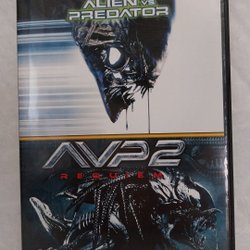 ALIEN VS
PREDATOR
AVP2
REQUIEM